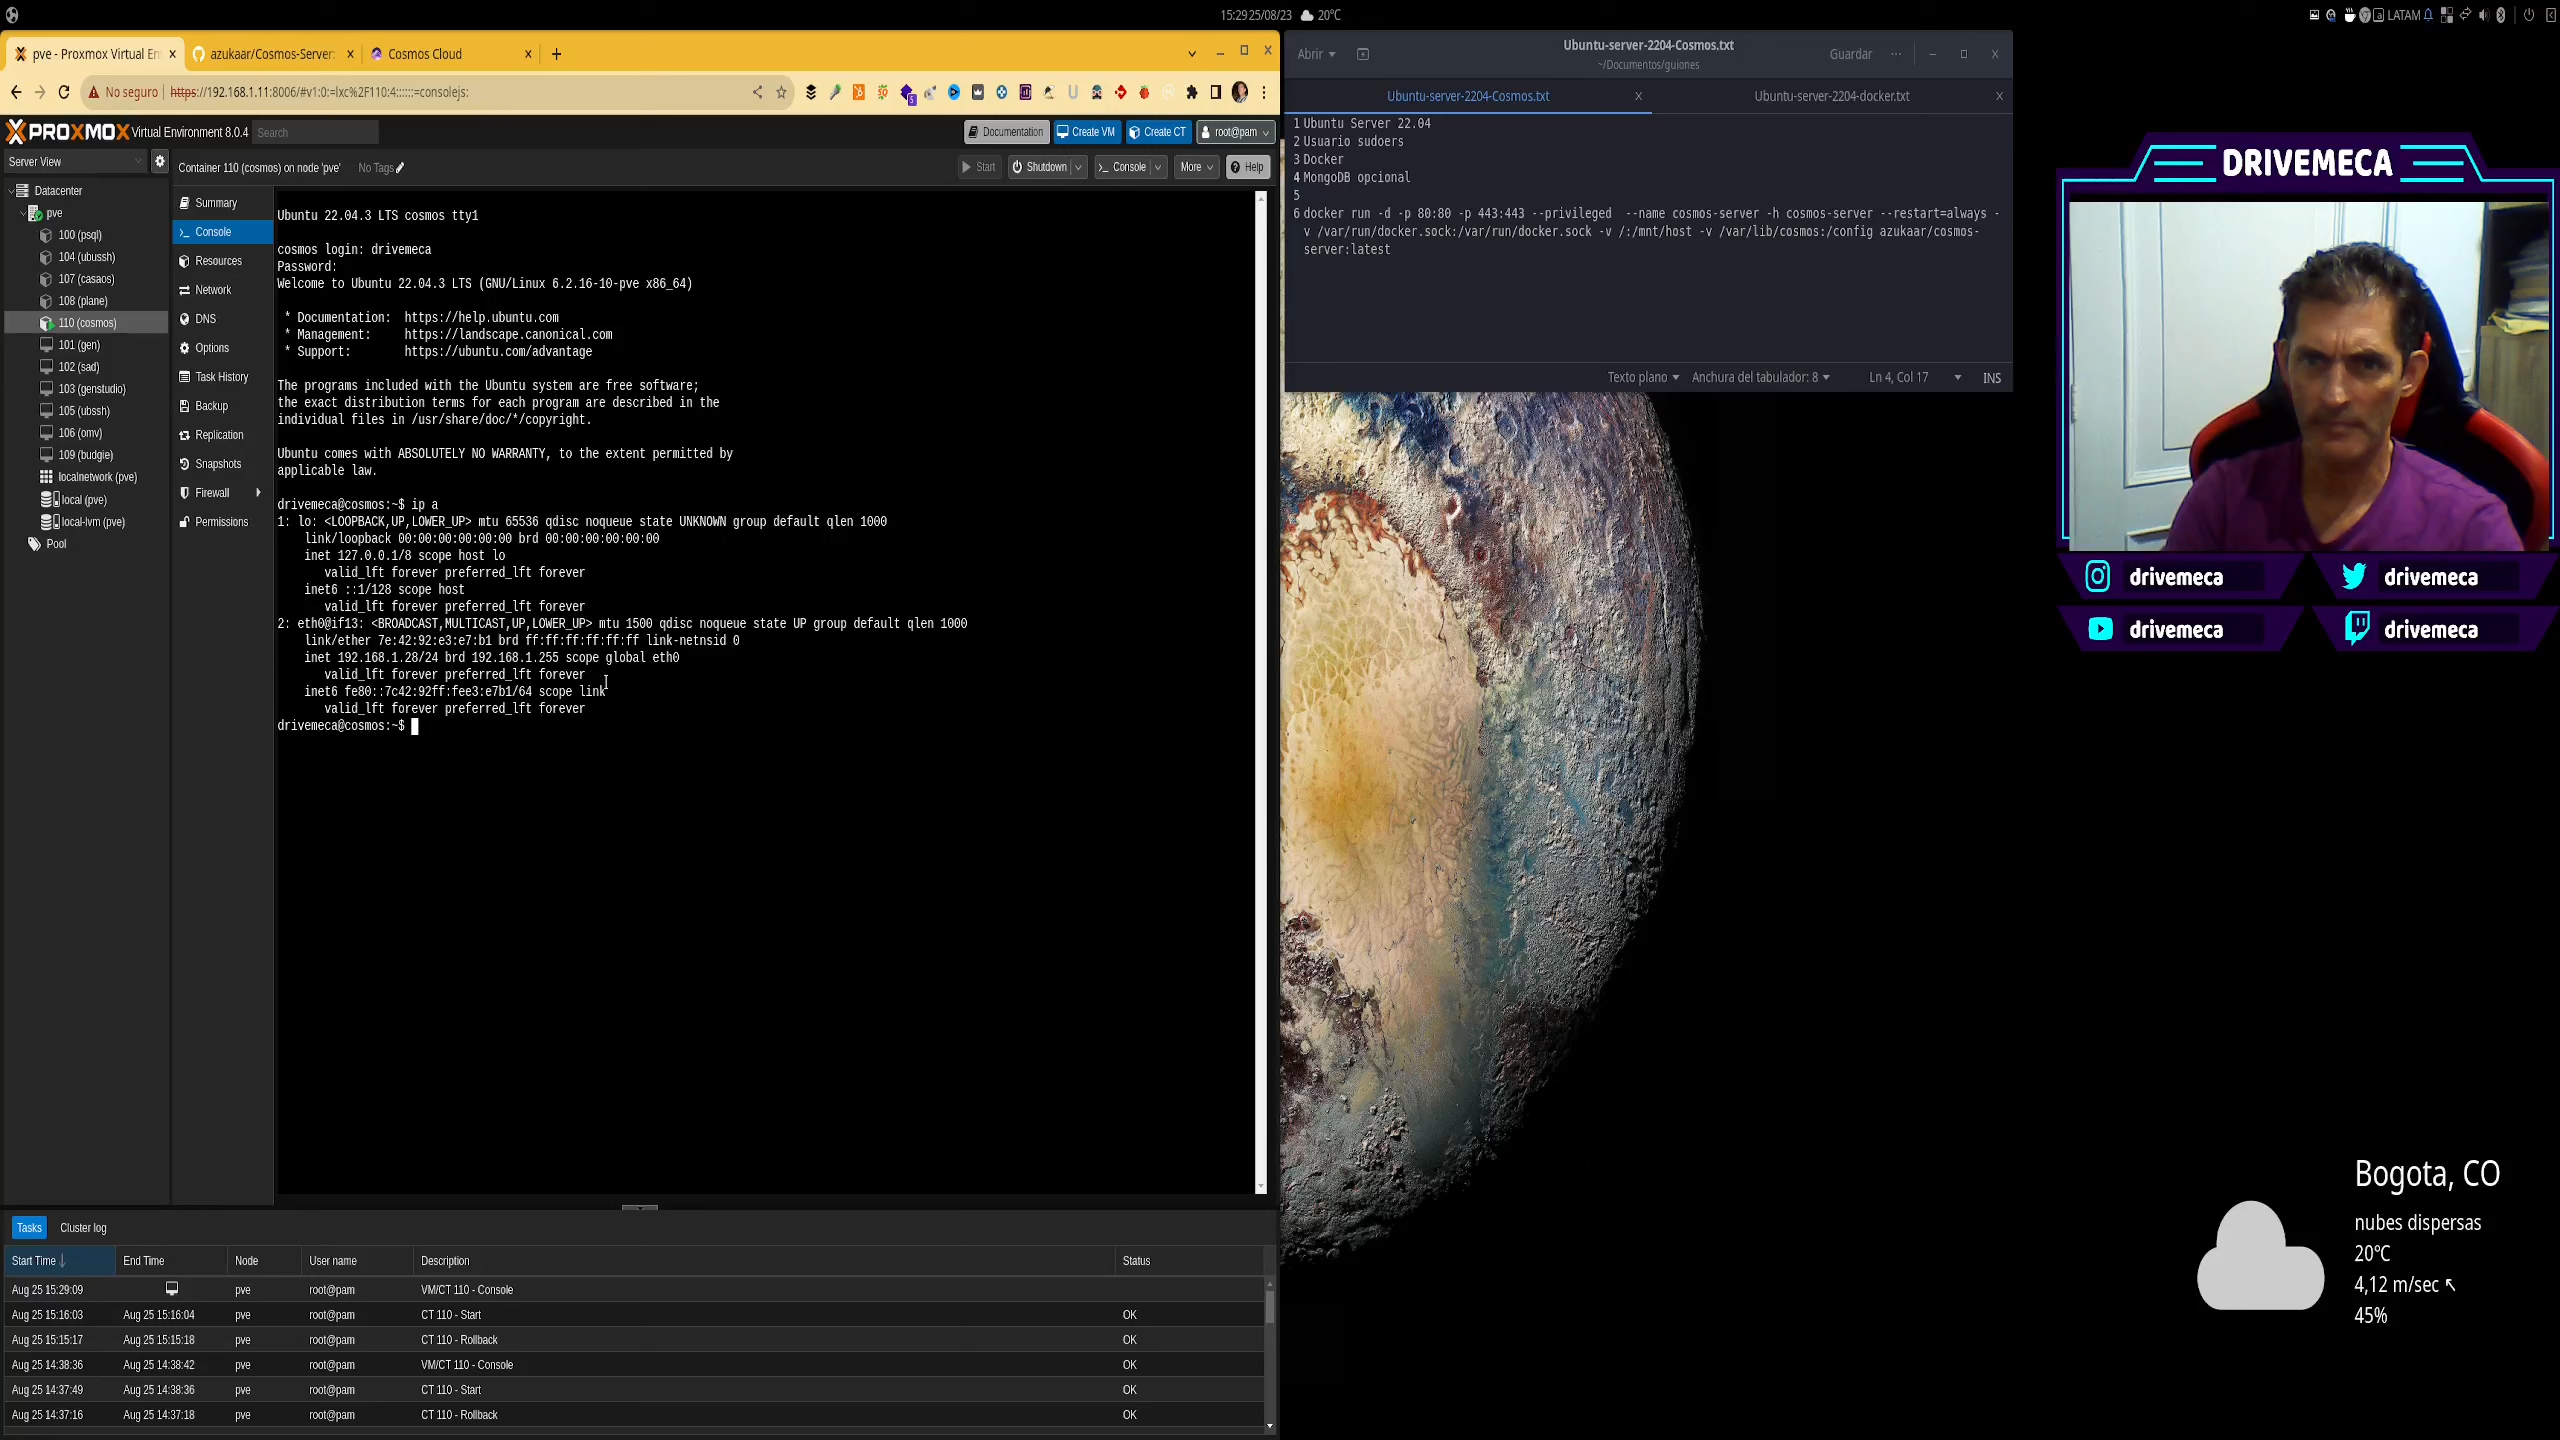 15:29 25/08/23 20°C
LATAM
pve - Proxmox Virtual En
azukaar/Cosmos-Server:
Cosmos Cloud
No seguro https://192.168.1.11:8006/#v1:0:=lxc%2F110:4::::::=consolejs:
PROXMOX Virtual Environment 8.0.4 Search
Documentation Create VM Create CT root@pam
Server View
Container 110 (cosmos) on node 'pve' No Tags
Start Shutdown Console More Help
Datacenter
pve
100 (psql)
104 (ubussh)
107 (casaos)
108 (plane)
110 (cosmos)
101 (gen)
102 (sad)
103 (genstudio)
105 (ubssh)
106 (omv)
109 (budgie)
localnetwork (pve)
local (pve)
local-lvm (pve)
Pool
Summary
Console
Resources
Network
DNS
Options
Task History
Backup
Replication
Snapshots
Firewall
Permissions
Ubuntu 22.04.3 LTS cosmos tty1
cosmos login: drivemeca
Password:
Welcome to Ubuntu 22.04.3 LTS (GNU/Linux 6.2.16-10-pve x86_64)
* Documentation: https://help.ubuntu.com
* Management: https://landscape.canonical.com
* Support: https://ubuntu.com/advantage
The programs included with the Ubuntu system are free software;
the exact distribution terms for each program are described in the
individual files in /usr/share/doc/*/copyright.
Ubuntu comes with ABSOLUTELY NO WARRANTY, to the extent permitted by
applicable law.
drivemeca@cosmos:~$ ip a
1: lo: <LOOPBACK,UP,LOWER_UP> mtu 65536 qdisc noqueue state UNKNOWN group default qlen 1000
link/loopback 00:00:00:00:00:00 brd 00:00:00:00:00:00
inet 127.0.0.1/8 scope host lo
valid_lft forever preferred_lft forever
inet6 ::1/128 scope host
valid_lft forever preferred_lft forever
2: eth0@if13: <BROADCAST,MULTICAST,UP,LOWER_UP> mtu 1500 qdisc noqueue state UP group default qlen 1000
link/ether 7e:42:92:e3:e7:b1 brd ff:ff:ff:ff:ff:ff link-netnsid 0
inet 192.168.1.28/24 brd 192.168.1.255 scope global eth0
valid_lft forever preferred_lft forever
inet6 fe80::7c42:92ff:fee3:e7b1/64 scope link
valid_lft forever preferred_lft forever
drivemeca@cosmos:~$
Tasks Cluster log
Start Time End Time Node User name Description Status
Aug 25 15:29:09 pve root@pam VM/CT 110 - Console
Aug 25 15:16:03 Aug 25 15:16:04 pve root@pam CT 110 - Start OK
Aug 25 15:15:17 Aug 25 15:15:18 pve root@pam CT 110 - Rollback OK
Aug 25 14:38:36 Aug 25 14:38:42 pve root@pam VM/CT 110 - Console OK
Aug 25 14:37:49 Aug 25 14:38:36 pve root@pam CT 110 - Start OK
Aug 25 14:37:16 Aug 25 14:37:18 pve root@pam CT 110 - Rollback OK
Abrir
Ubuntu-server-2204-Cosmos.txt
~/Documentos/guiones
Guardar
Ubuntu-server-2204-Cosmos.txt
Ubuntu-server-2204-docker.txt
1 Ubuntu Server 22.04
2 Usuario sudoers
3 Docker
4 MongoDB opcional
5
6 docker run -d -p 80:80 -p 443:443 --privileged --name cosmos-server -h cosmos-server --restart=always -
v /var/run/docker.sock:/var/run/docker.sock -v /:/mnt/host -v /var/lib/cosmos:/config azukaar/cosmos-
server:latest
Texto plano Anchura del tabulador: 8 Ln 4, Col 17 INS
DRIVEMECA
drivemeca
drivemeca
drivemeca
drivemeca
Bogota, CO
nubes dispersas
20°C
4,12 m/sec ↖
45%